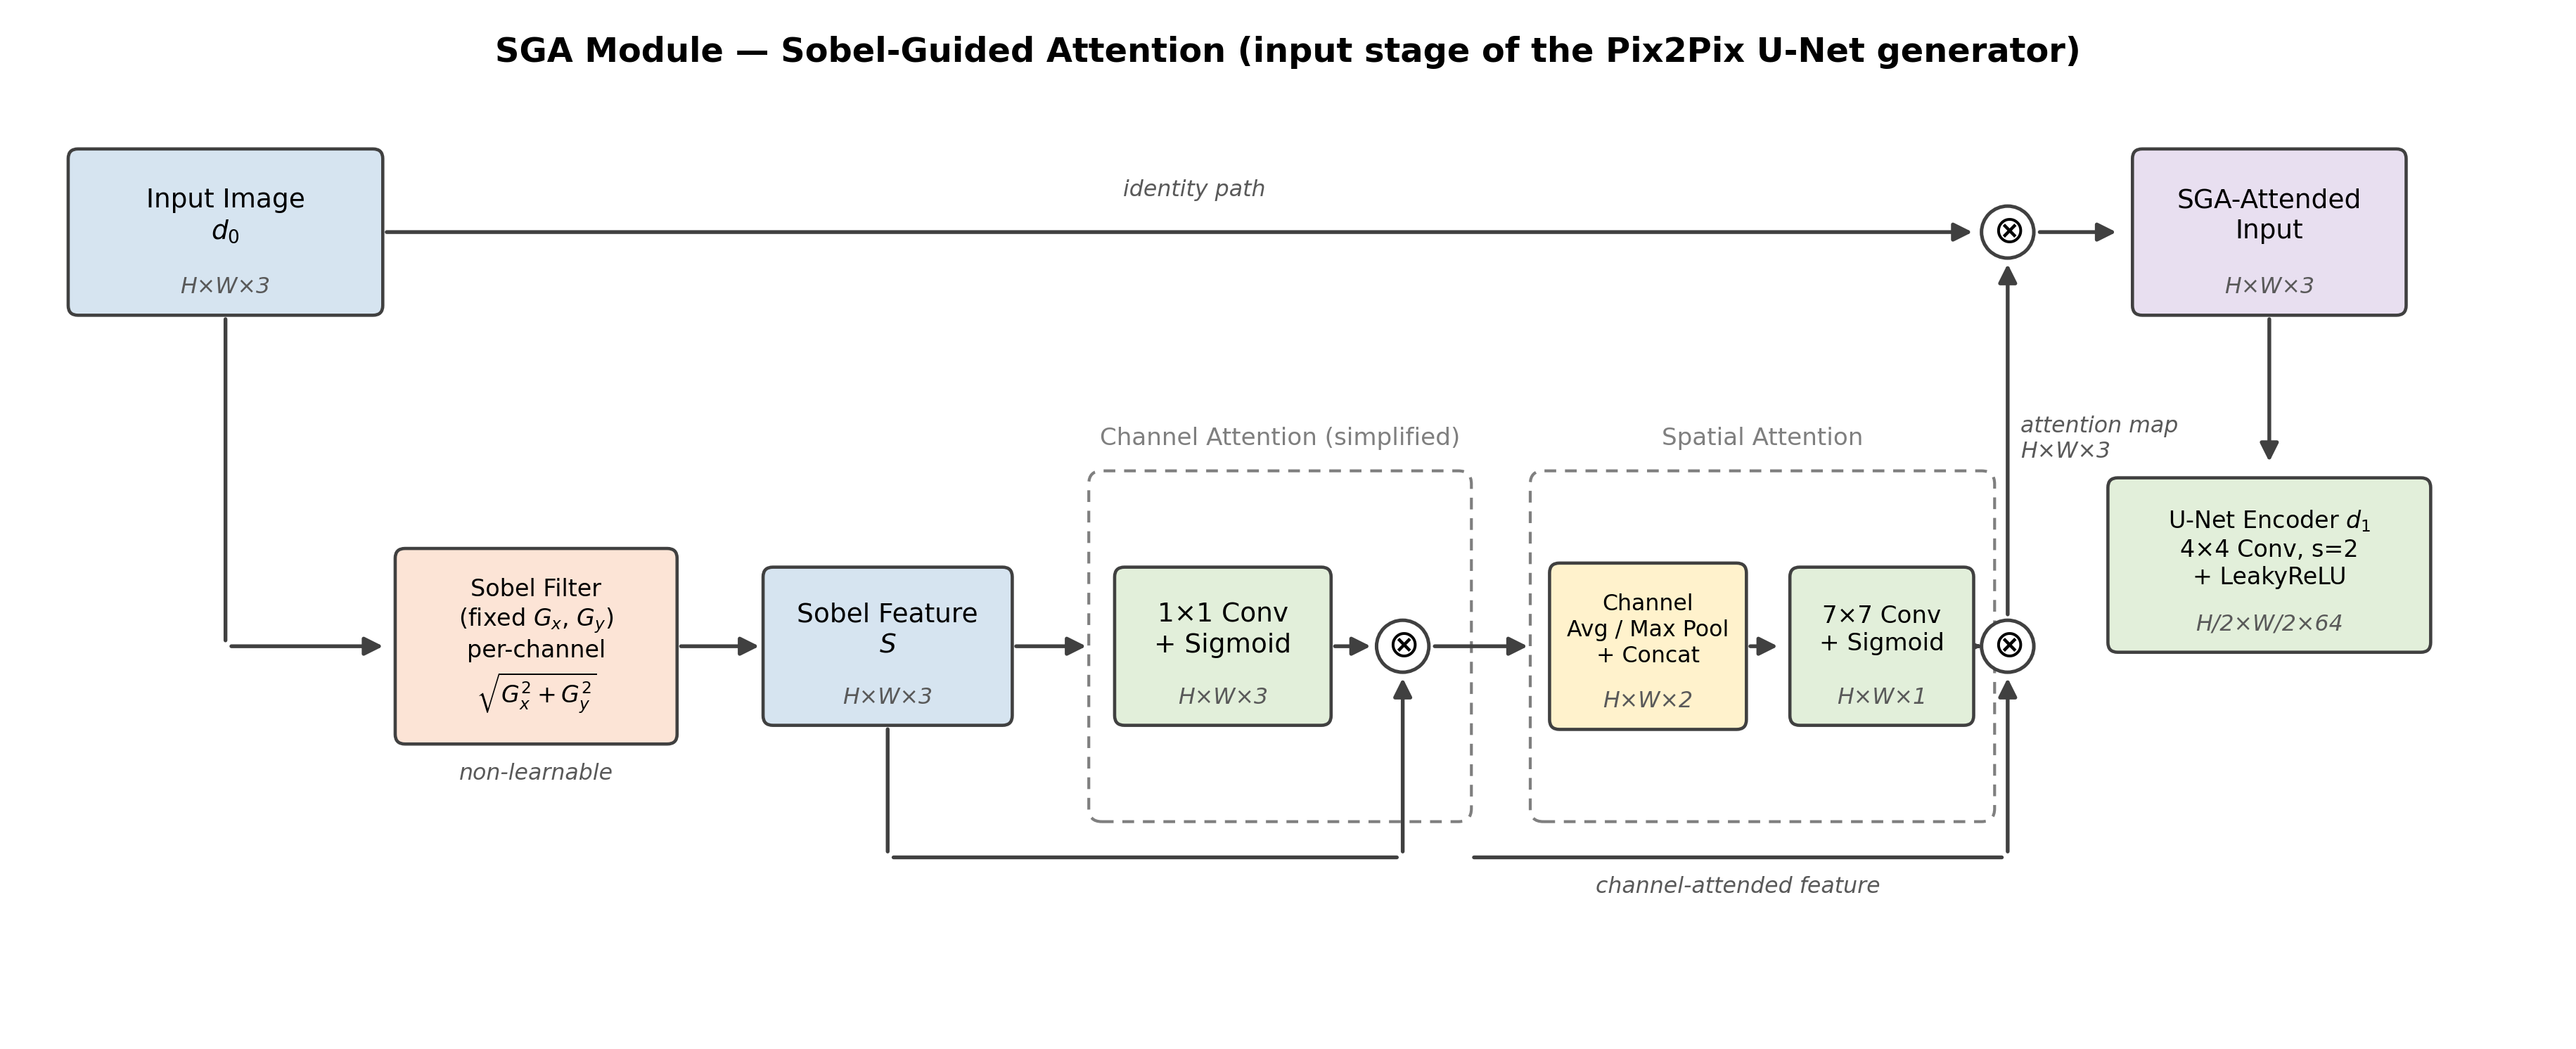 SGA Module — Sobel-Guided Attention (input stage of the Pix2Pix U-Net generator)
Input Image
d₀
H×W×3
identity path
⊗
SGA-Attended
Input
H×W×3
attention map
H×W×3
Channel Attention (simplified)
Spatial Attention
Sobel Filter
(fixed Gₓ, Gᵧ)
per-channel
√(Gₓ² + Gᵧ²)
non-learnable
Sobel Feature
S
H×W×3
1×1 Conv
+ Sigmoid
H×W×3
⊗
Channel
Avg / Max Pool
+ Concat
H×W×2
7×7 Conv
+ Sigmoid
H×W×1
⊗
U-Net Encoder d₁
4×4 Conv, s=2
+ LeakyReLU
H/2×W/2×64
channel-attended feature